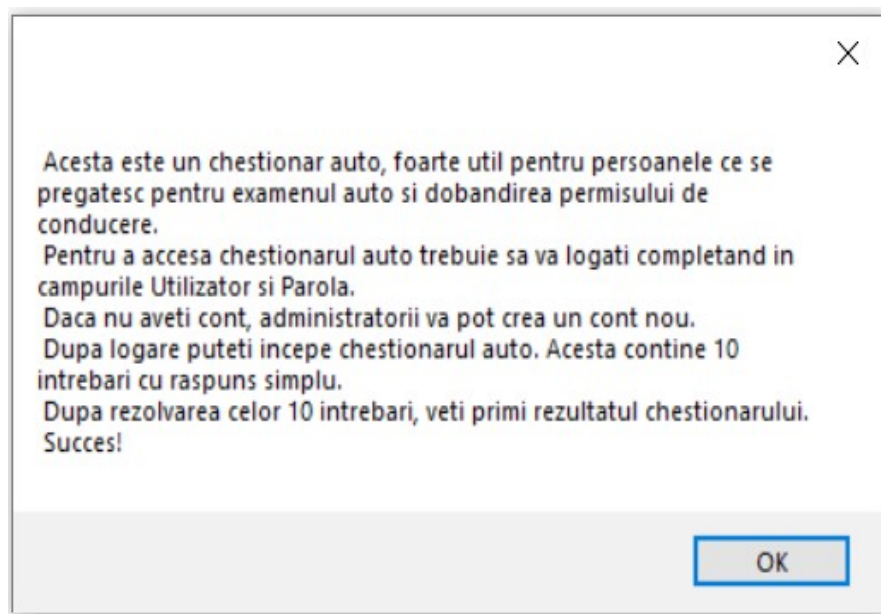 Acesta este un chestionar auto, foarte util pentru persoanele ce se
pregatesc pentru examenul auto si dobandirea permisului de
conducere.
Pentru a accesa chestionarul auto trebuie sa va logati completand in
campurile Utilizator si Parola.
Daca nu aveti cont, administratorii va pot crea un cont nou.
Dupa logare puteti incepe chestionarul auto. Acesta contine 10
intrebari cu raspuns simplu.
Dupa rezolvarea celor 10 intrebari, veti primi rezultatul chestionarului.
Succes!
OK